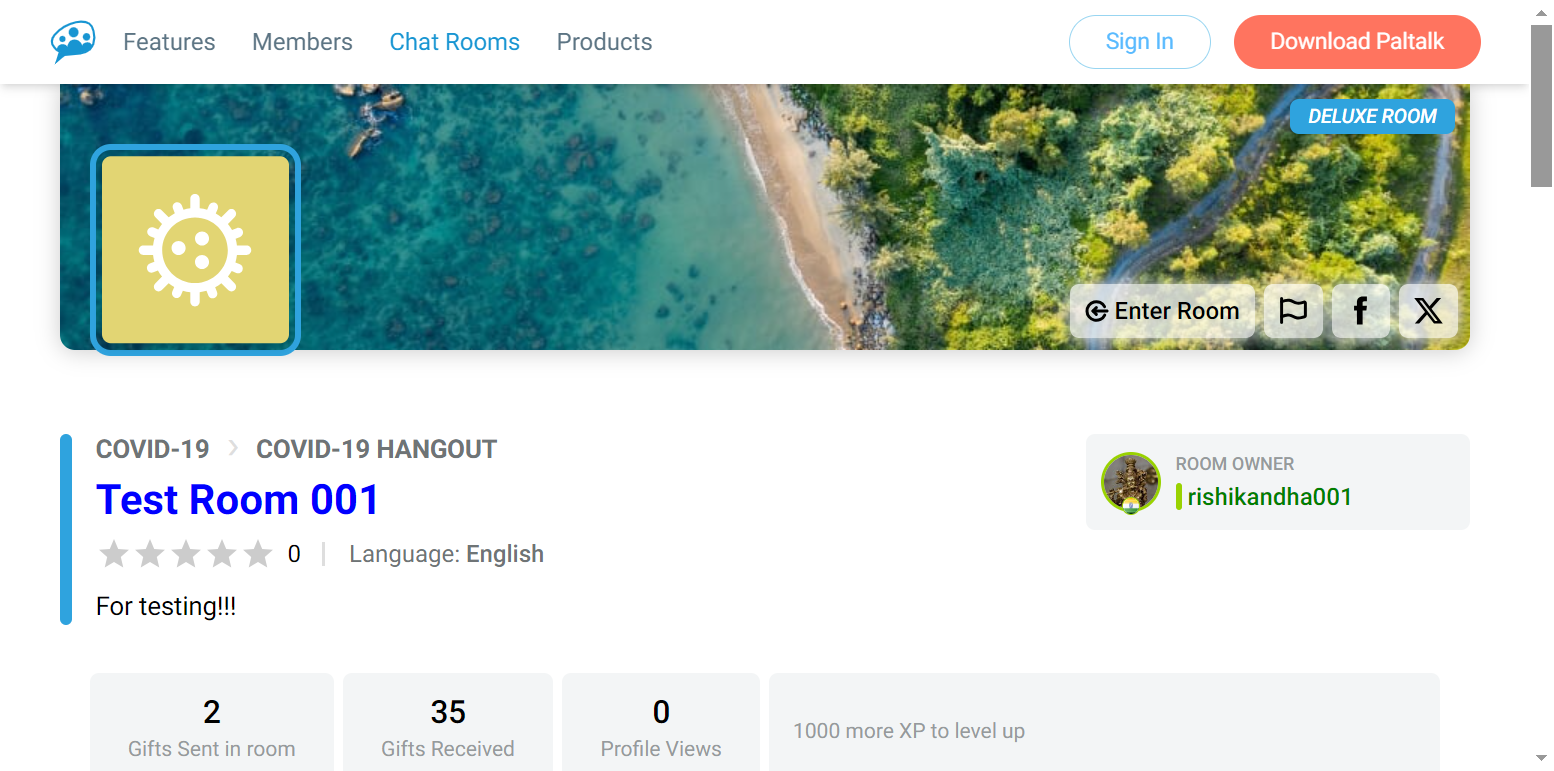 Features Members Chat Rooms Products Sign In Download Paltalk
DELUXE ROOM
Enter Room
COVID-19 COVID-19 HANGOUT
Test Room 001
0 Language: English
For testing!!!
ROOM OWNER
rishikandha001
2
Gifts Sent in room
35
Gifts Received
0
Profile Views
1000 more XP to level up